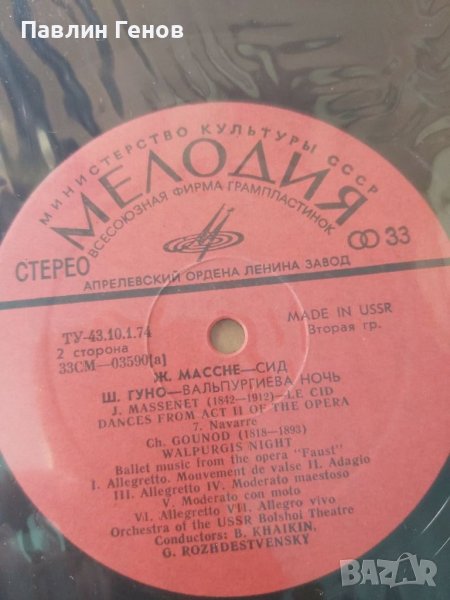 Павлин Генов
МИНИСТЕРСТВО КУЛЬТУРЫ СССР
МЕЛОДИЯ
ВСЕСОЮЗНАЯ ФИРМА ГРАМПЛАСТИНОК
СТЕРЕО
33
АПРЕЛЕВСКИЙ ОРДЕНА ЛЕНИНА ЗАВОД
ТУ-43.10.1.74
2 сторона
33СМ—03590(а)
MADE IN USSR
Вторая гр.
Ж. МАССНЕ—СИД
Ш. ГУНО—ВАЛЬПУРГИЕВА НОЧЬ
J. MASSENET (1842—1912)—LE CID
DANCES FROM ACT II OF THE OPERA
7. Navarre
Ch. GOUNOD (1818—1893)
WALPURGIS NIGHT
Ballet music from the opera "Faust"
I. Allegretto. Mouvement de valse II. Adagio
III. Allegretto IV. Moderato maestoso
V. Moderato con moto
VI. Allegretto VII. Allegro vivo
Orchestra of the USSR Bolshoi Theatre
Conductors: B. KHAIKIN,
G. ROZHDESTVENSKY
BAZAR